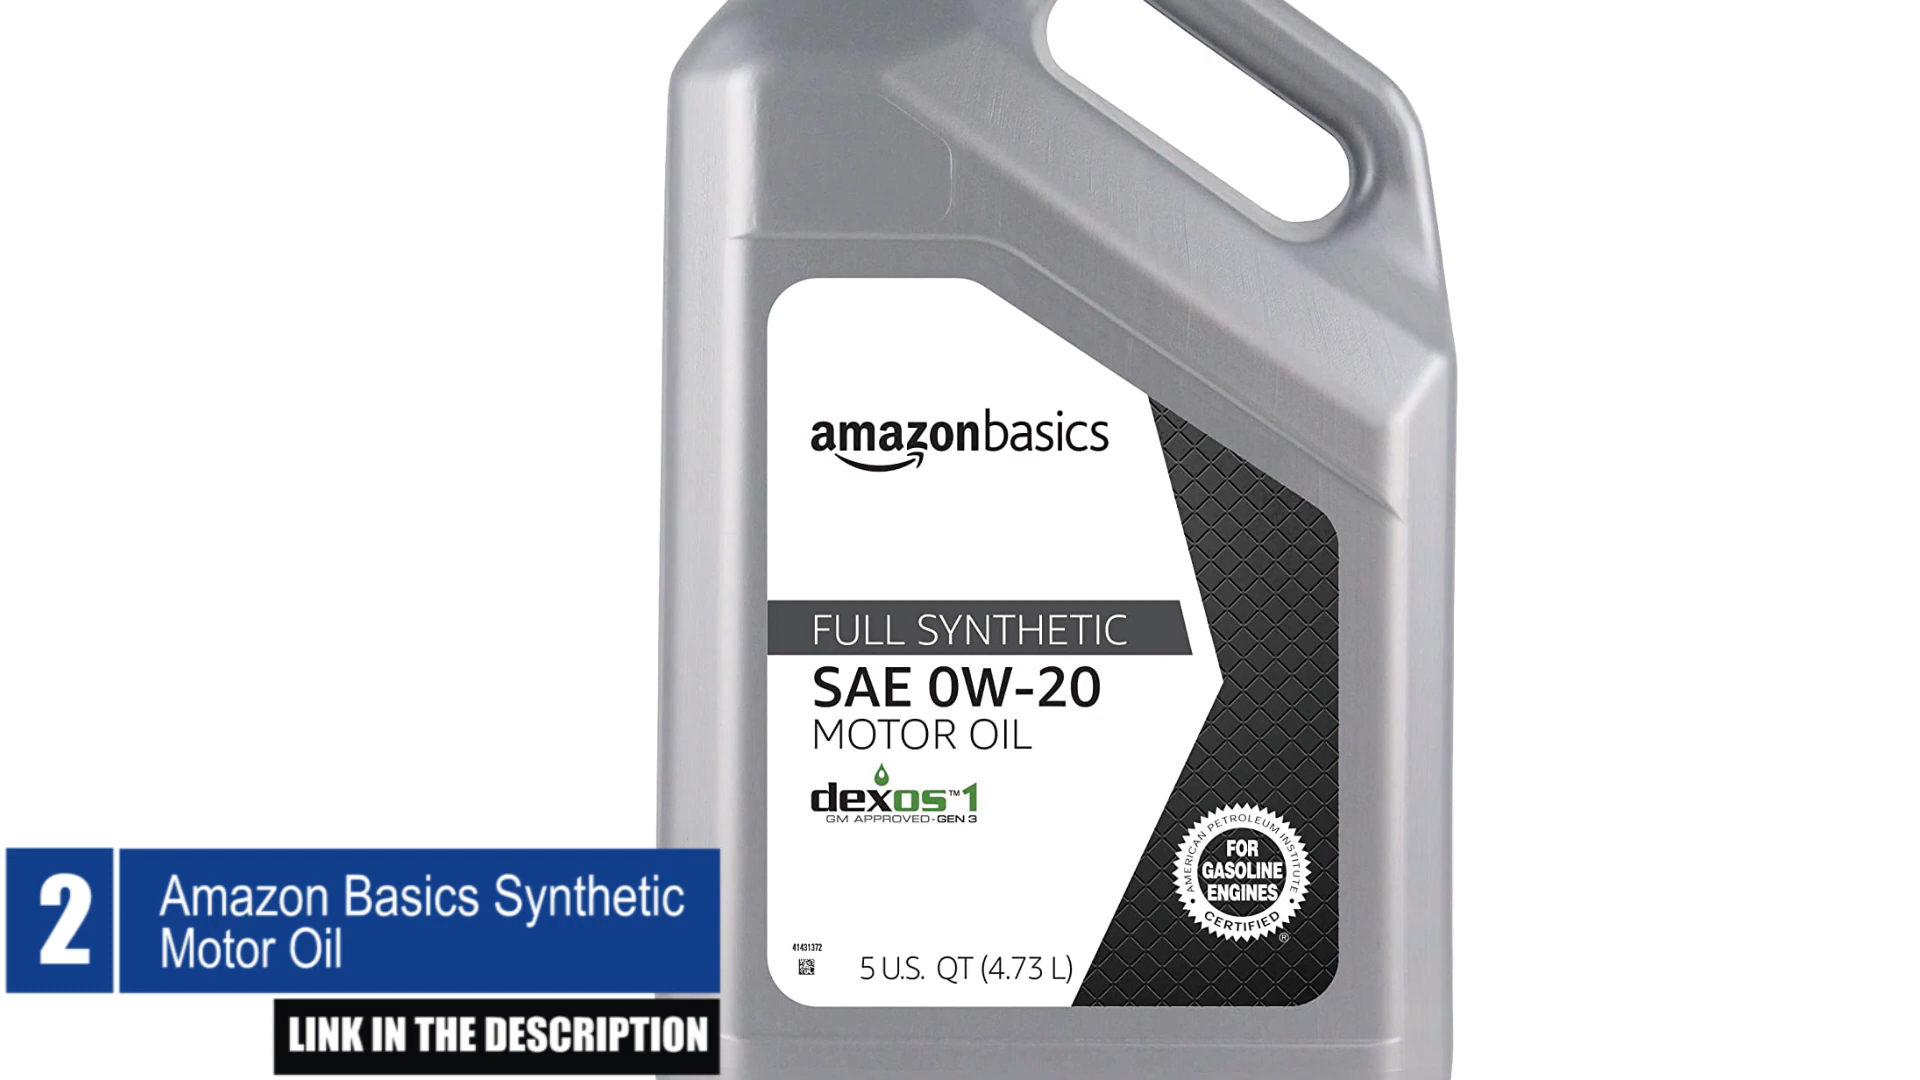 amazonbasics
FULL SYNTHETIC
SAE 0W-20
MOTOR OIL
dexos™1
GM APPROVED-GEN 3
AMERICAN PETROLEUM INSTITUTE
FOR
GASOLINE
ENGINES
CERTIFIED
®
41431372
5 U.S. QT (4.73 L)
2
Amazon Basics Synthetic
Motor Oil
LINK IN THE DESCRIPTION